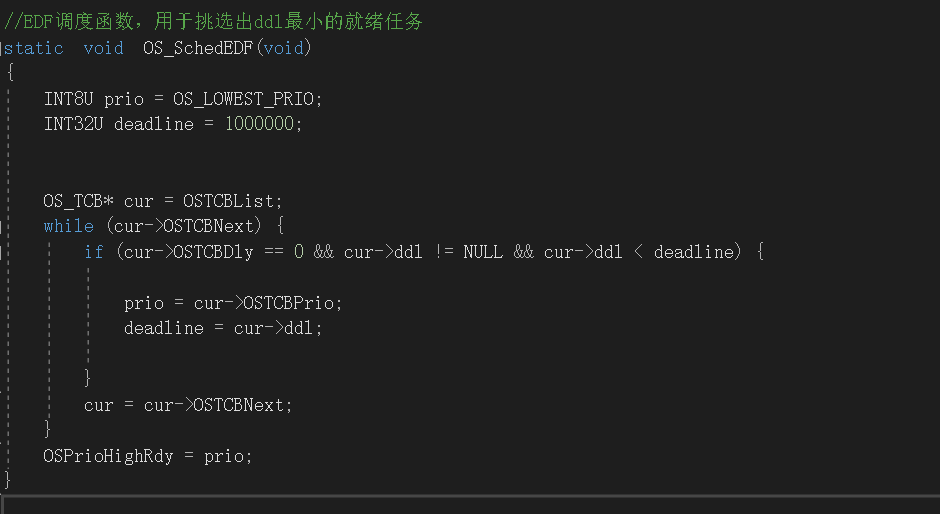 //EDF调度函数，用于挑选出ddl最小的就绪任务
static void OS_SchedEDF(void)
{
INT8U prio = OS_LOWEST_PRIO;
INT32U deadline = 1000000;
OS_TCB* cur = OSTCBList;
while (cur->OSTCBNext) {
if (cur->OSTCBDly == 0 && cur->ddl != NULL && cur->ddl < deadline) {
prio = cur->OSTCBPrio;
deadline = cur->ddl;
}
cur = cur->OSTCBNext;
}
OSPrioHighRdy = prio;
}